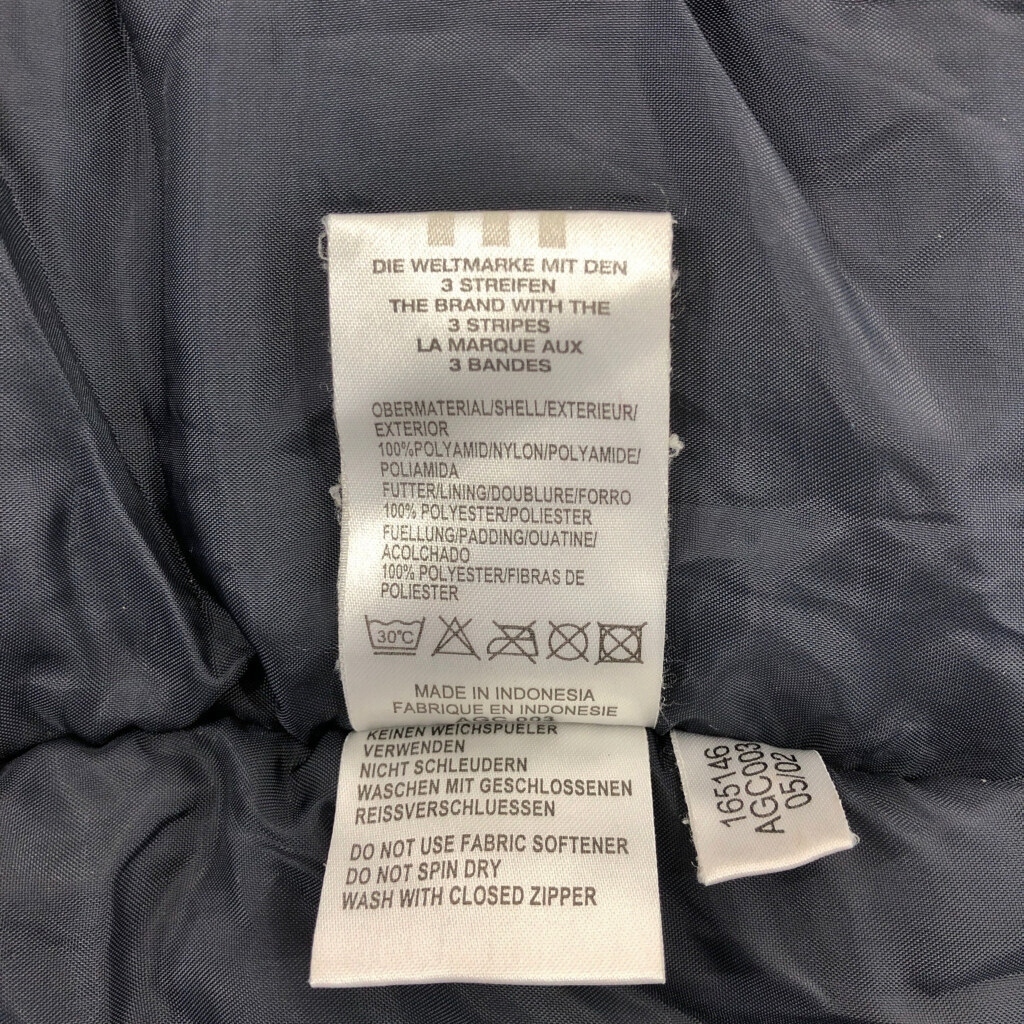 DIE WELTMARKE MIT DEN
3 STREIFEN
THE BRAND WITH THE
3 STRIPES
LA MARQUE AUX
3 BANDES
OBERMATERIAL/SHELL/EXTERIEUR/
EXTERIOR
100%POLYAMID/NYLON/POLYAMIDE/
POLIAMIDA
FUTTER/LINING/DOUBLURE/FORRO
100% POLYESTER/POLIESTER
FUELLUNG/PADDING/OUATINE/
ACOLCHADO
100% POLYESTER/FIBRAS DE
POLIESTER
30°C
MADE IN INDONESIA
FABRIQUE EN INDONESIE
AGC 003
KEINEN WEICHSPUELER
VERWENDEN
NICHT SCHLEUDERN
WASCHEN MIT GESCHLOSSENEN
REISSVERSCHLUESSEN
DO NOT USE FABRIC SOFTENER
DO NOT SPIN DRY
WASH WITH CLOSED ZIPPER
165146
AGC003
05/02